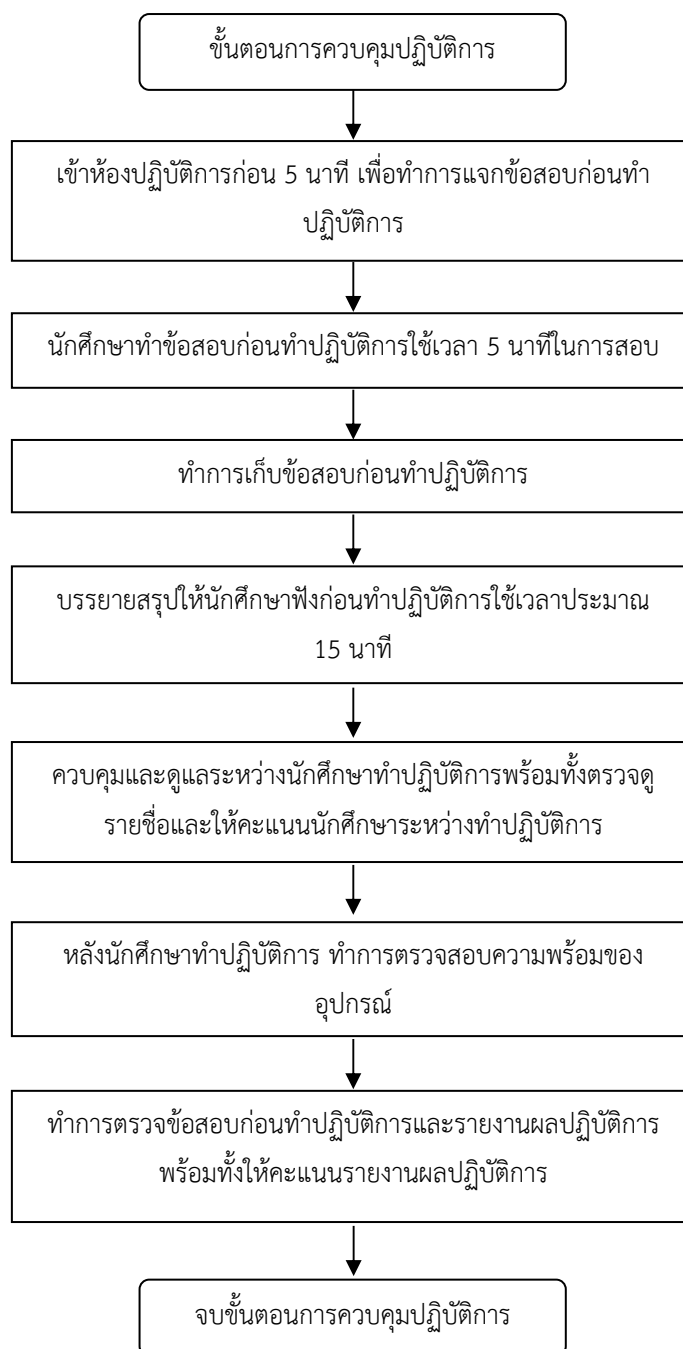 ขั้นตอนการควบคุมปฏิบัติการ
เข้าห้องปฏิบัติการก่อน 5 นาที เพื่อทำการแจกข้อสอบก่อนทำ
ปฏิบัติการ
นักศึกษาทำข้อสอบก่อนทำปฏิบัติการใช้เวลา 5 นาทีในการสอบ
ทำการเก็บข้อสอบก่อนทำปฏิบัติการ
บรรยายสรุปให้นักศึกษาฟังก่อนทำปฏิบัติการใช้เวลาประมาณ
15 นาที
ควบคุมและดูแลระหว่างนักศึกษาทำปฏิบัติการพร้อมทั้งตรวจดู
รายชื่อและให้คะแนนนักศึกษาระหว่างทำปฏิบัติการ
หลังนักศึกษาทำปฏิบัติการ ทำการตรวจสอบความพร้อมของ
อุปกรณ์
ทำการตรวจข้อสอบก่อนทำปฏิบัติการและรายงานผลปฏิบัติการ
พร้อมทั้งให้คะแนนรายงานผลปฏิบัติการ
จบขั้นตอนการควบคุมปฏิบัติการ